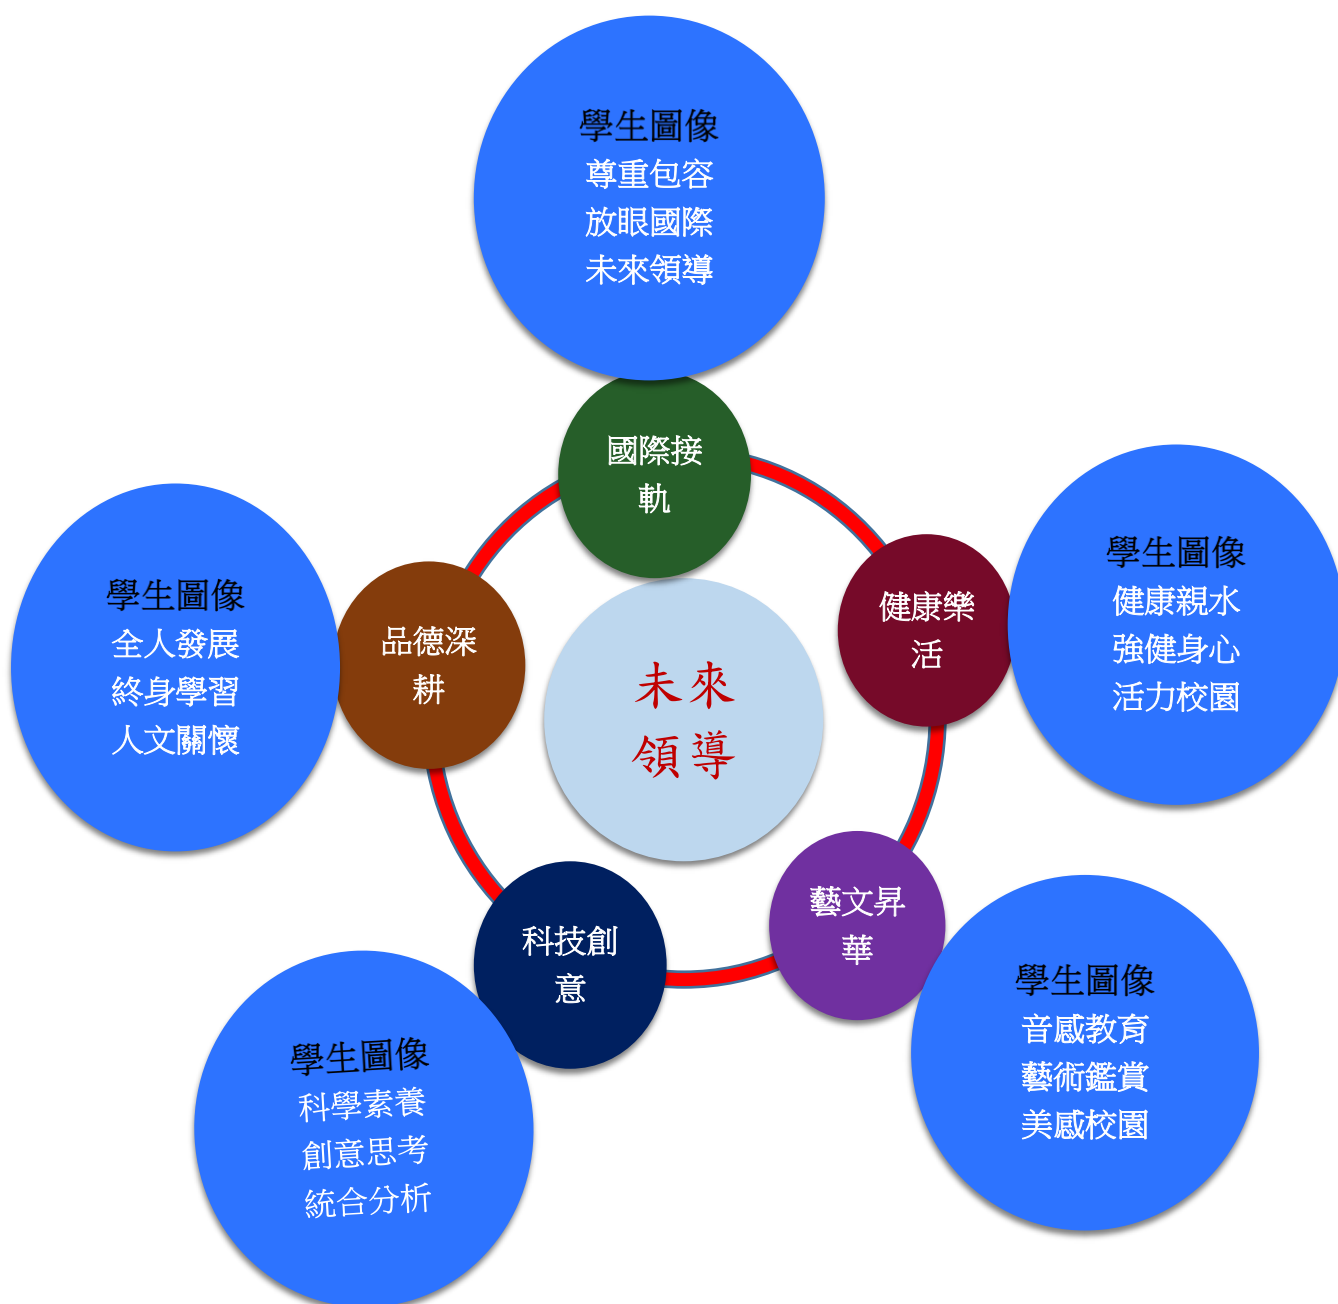 學生圖像
尊重包容
放眼國際
未來領導
國際接
軌
學生圖像
健康親水
強健身心
活力校園
健康樂
活
學生圖像
全人發展
終身學習
人文關懷
品德深
耕
未來
領導
藝文昇
華
科技創
意
學生圖像
音感教育
藝術鑑賞
美感校園
學生圖像
科學素養
創意思考
統合分析